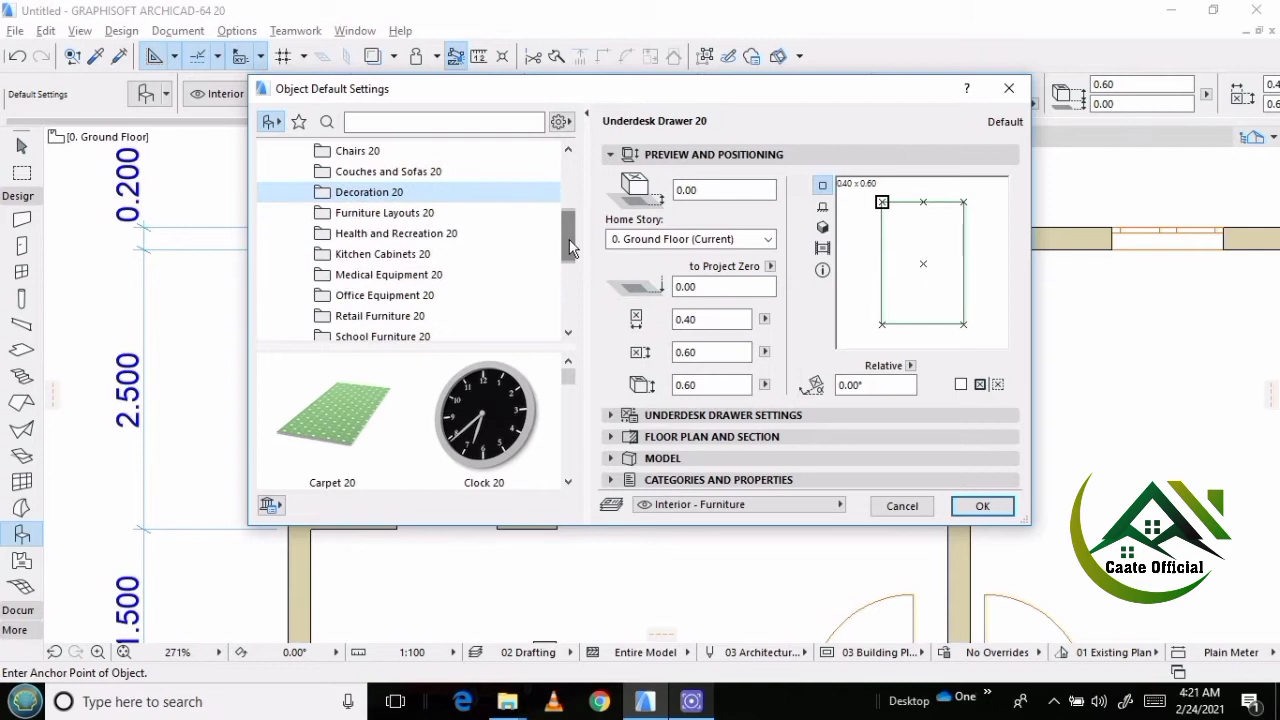 Untitled - GRAPHISOFT ARCHICAD-64 20
File Edit View Design Document Options Teamwork Window Help
Default Settings
Interior
0.60
0.00
[0. Ground Floor]
Design
Docum
More
0.200
2.500
1.500
Object Default Settings
?
Chairs 20
Couches and Sofas 20
Decoration 20
Furniture Layouts 20
Health and Recreation 20
Kitchen Cabinets 20
Medical Equipment 20
Office Equipment 20
Retail Furniture 20
School Furniture 20
Carpet 20
Clock 20
Underdesk Drawer 20
Default
PREVIEW AND POSITIONING
0.00
Home Story:
0. Ground Floor (Current)
to Project Zero
0.00
0.40
0.60
0.60
0.40 x 0.60
Relative
0.00°
UNDERDESK DRAWER SETTINGS
FLOOR PLAN AND SECTION
MODEL
CATEGORIES AND PROPERTIES
Interior - Furniture
Cancel
OK
Caate Official
271%
0.00°
1:100
02 Drafting
Entire Model
03 Architectur...
03 Building Pl...
No Overrides
01 Existing Plan
Plain Meter
Enter Anchor Point of Object.
Type here to search
Desktop
One
4:21 AM
2/24/2021